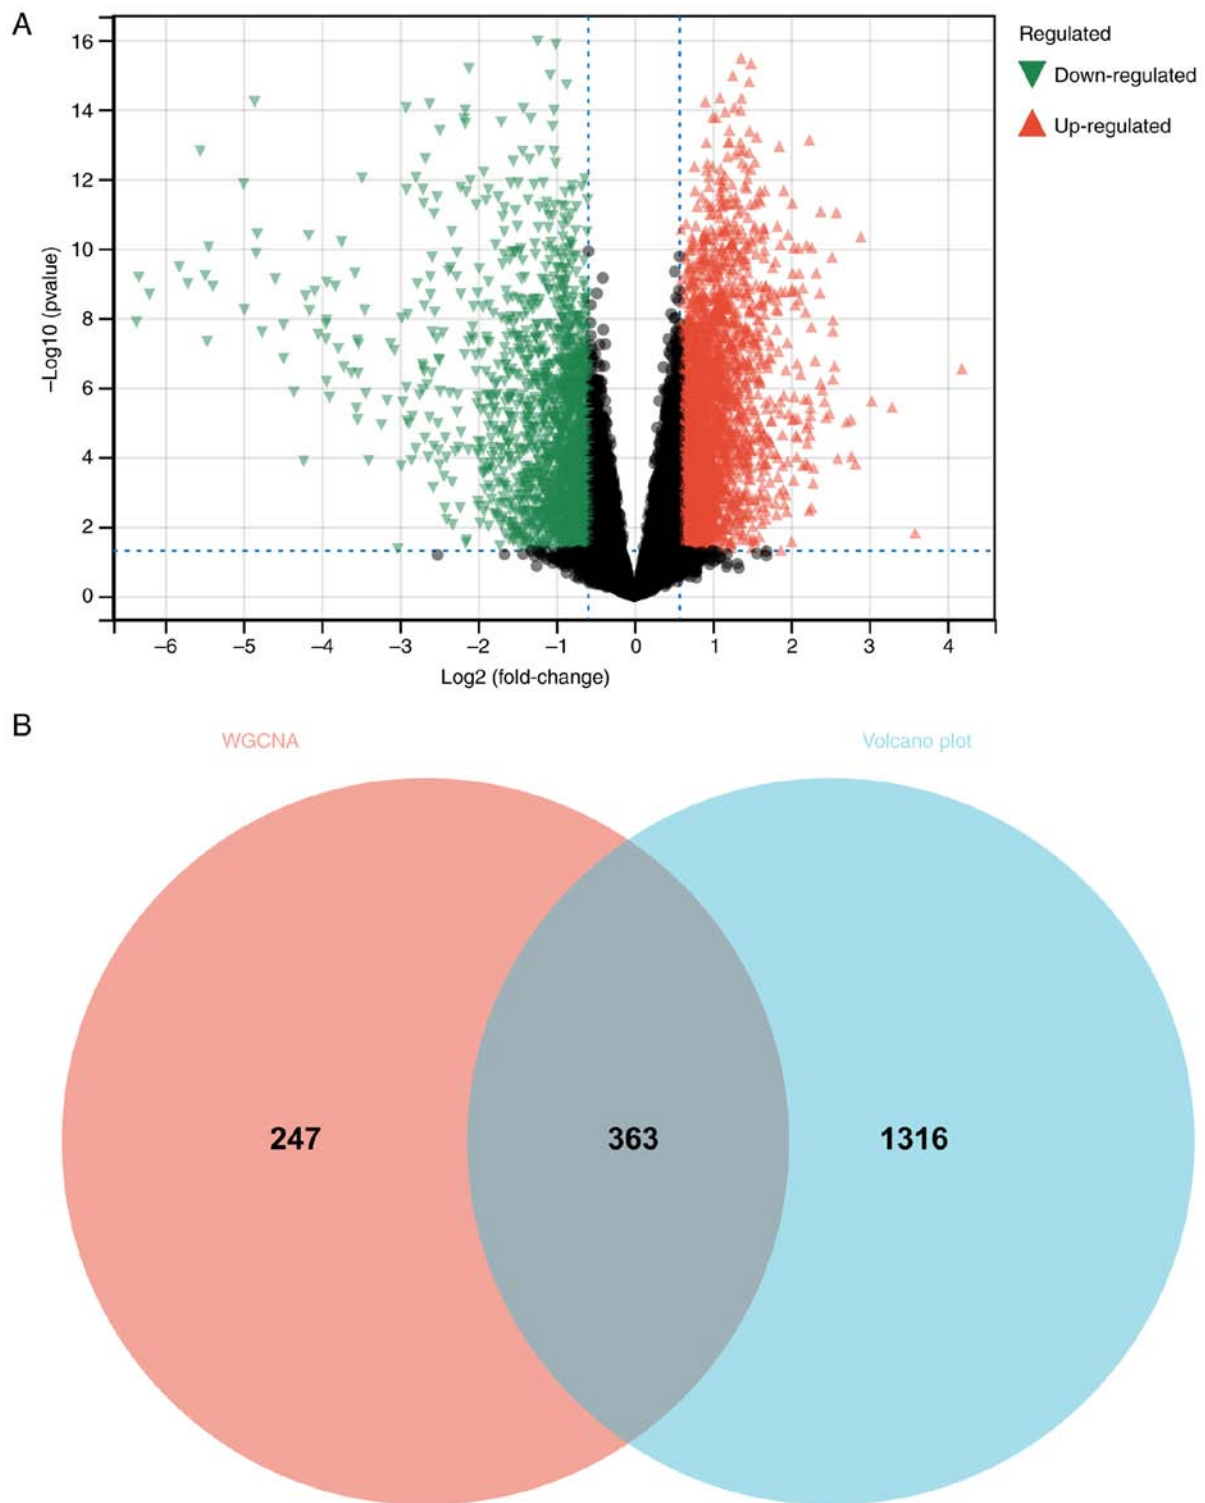 A
16
14
12
10
8
6
4
2
0
−Log10 (pvalue)
−6 −5 −4 −3 −2 −1 0 1 2 3 4
Log2 (fold-change)
Regulated
Down-regulated
Up-regulated
B
WGCNA Volcano plot
247 363 1316